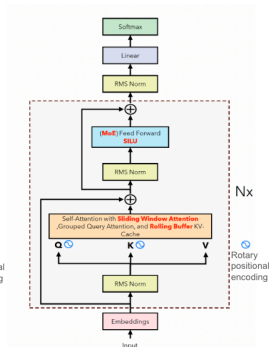 Softmax
Linear
RMS Norm
(MoE) Feed Forward
SILU
RMS Norm
Nx
Self-Attention with Sliding Window Attention
,Grouped Query Attention, and Rolling Buffer KV-
Cache
Q
K
V
Rotary
positional
encoding
RMS Norm
Embeddings
Input